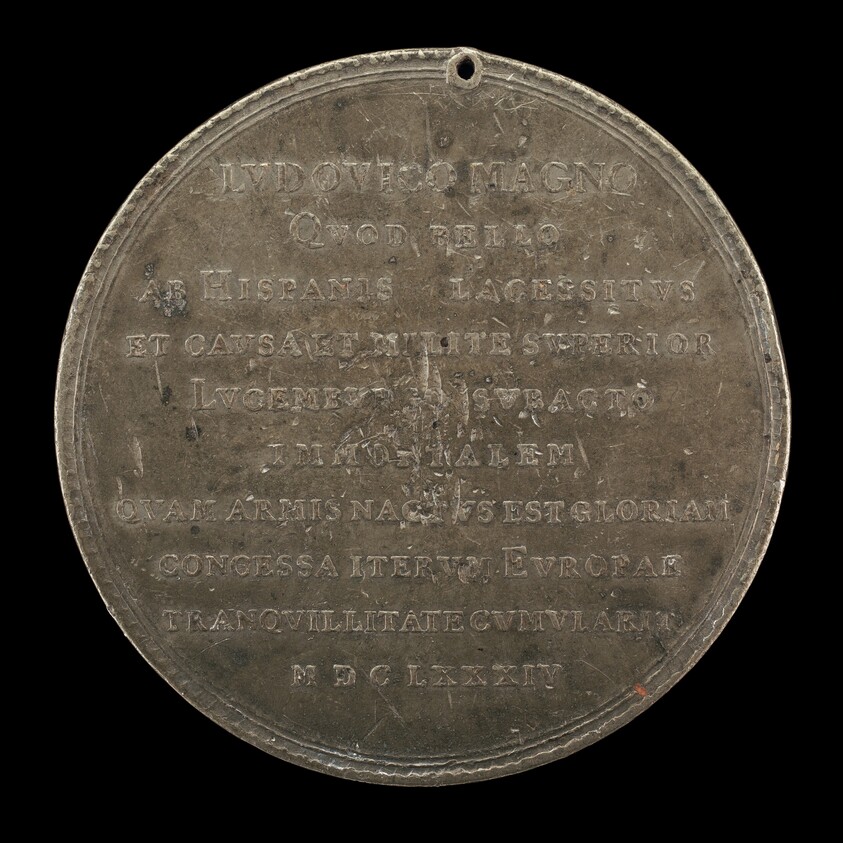 LVDOVICO MAGNO
QVOD BELLO
AB HISPANIS LACESSITVS
ET CAVSA ET MILITE SVPERIOR
LVCEMBVRGO SVBACTO
IMMORTALEM
QVAM ARMIS NACTVS EST GLORIAM
CONCESSA ITERVM EVROPAE
TRANQVILLITATE CVMVLARIT
MDCLXXXIV